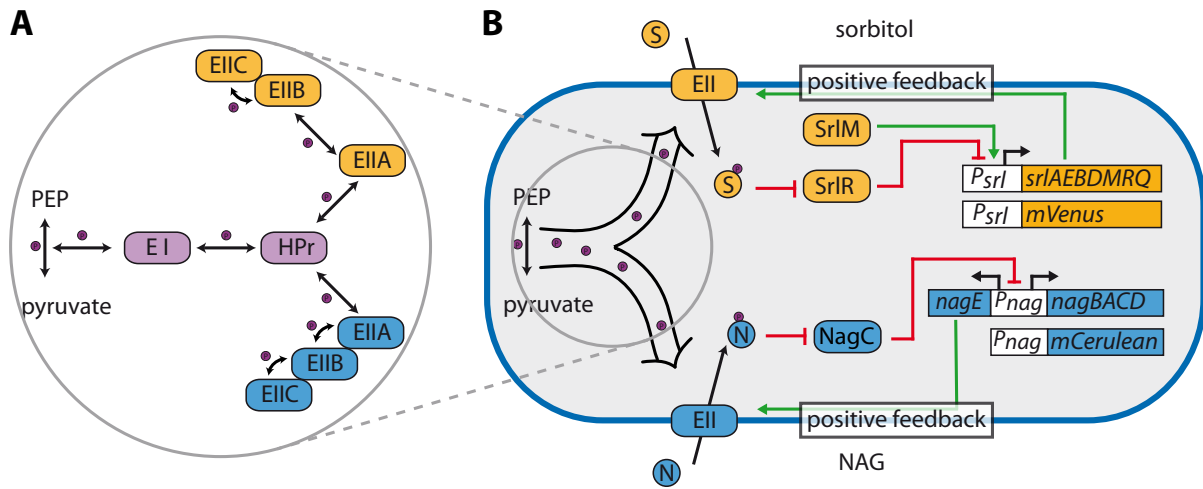 A
EIIC
P
EIIB
P
EIIA
P
PEP
P
P
E I
P
HPr
P
pyruvate
EIIA
P
EIIB
P
EIIC
B
S
sorbitol
EII
positive feedback
SrlM
P
P
S
SrlR
Psrl
srlAEBDMRQ
PEP
P
Psrl
mVenus
P
P
P
P
pyruvate
P
P
N
NagC
nagE
Pnag
nagBACD
Pnag
mCerulean
EII
positive feedback
N
NAG